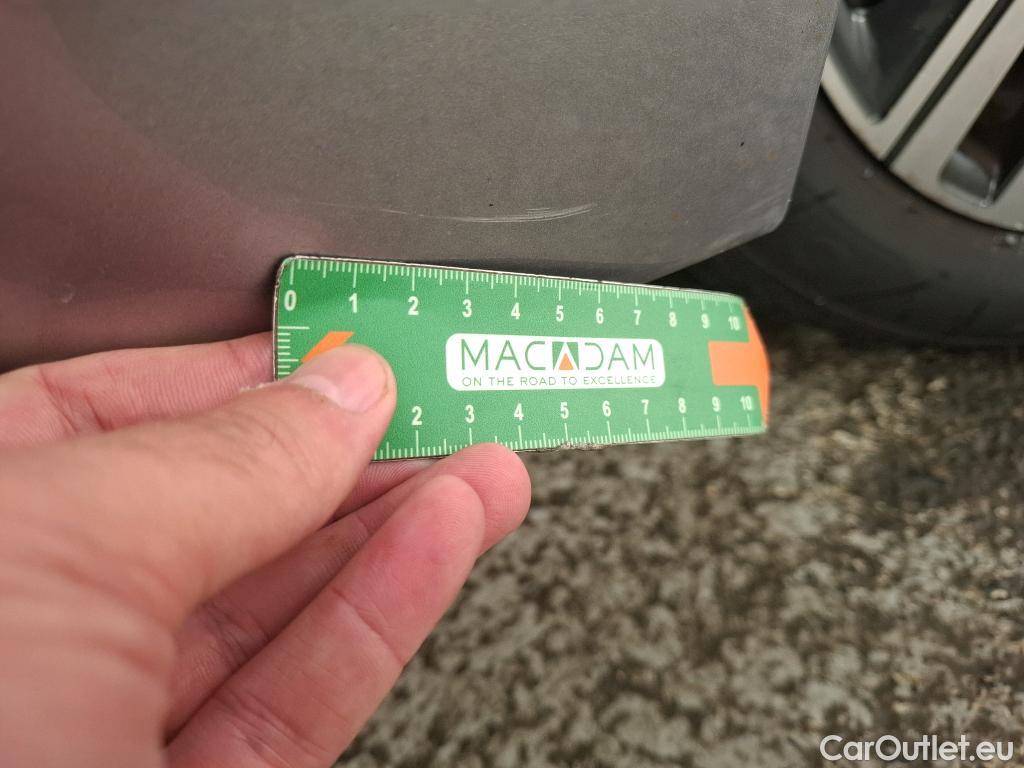 0 1 2 3 4 5 6 7 8 9 10
MACADAM
ON THE ROAD TO EXCELLENCE
2 3 4 5 6 7 8 9 10
CarOutlet.eu